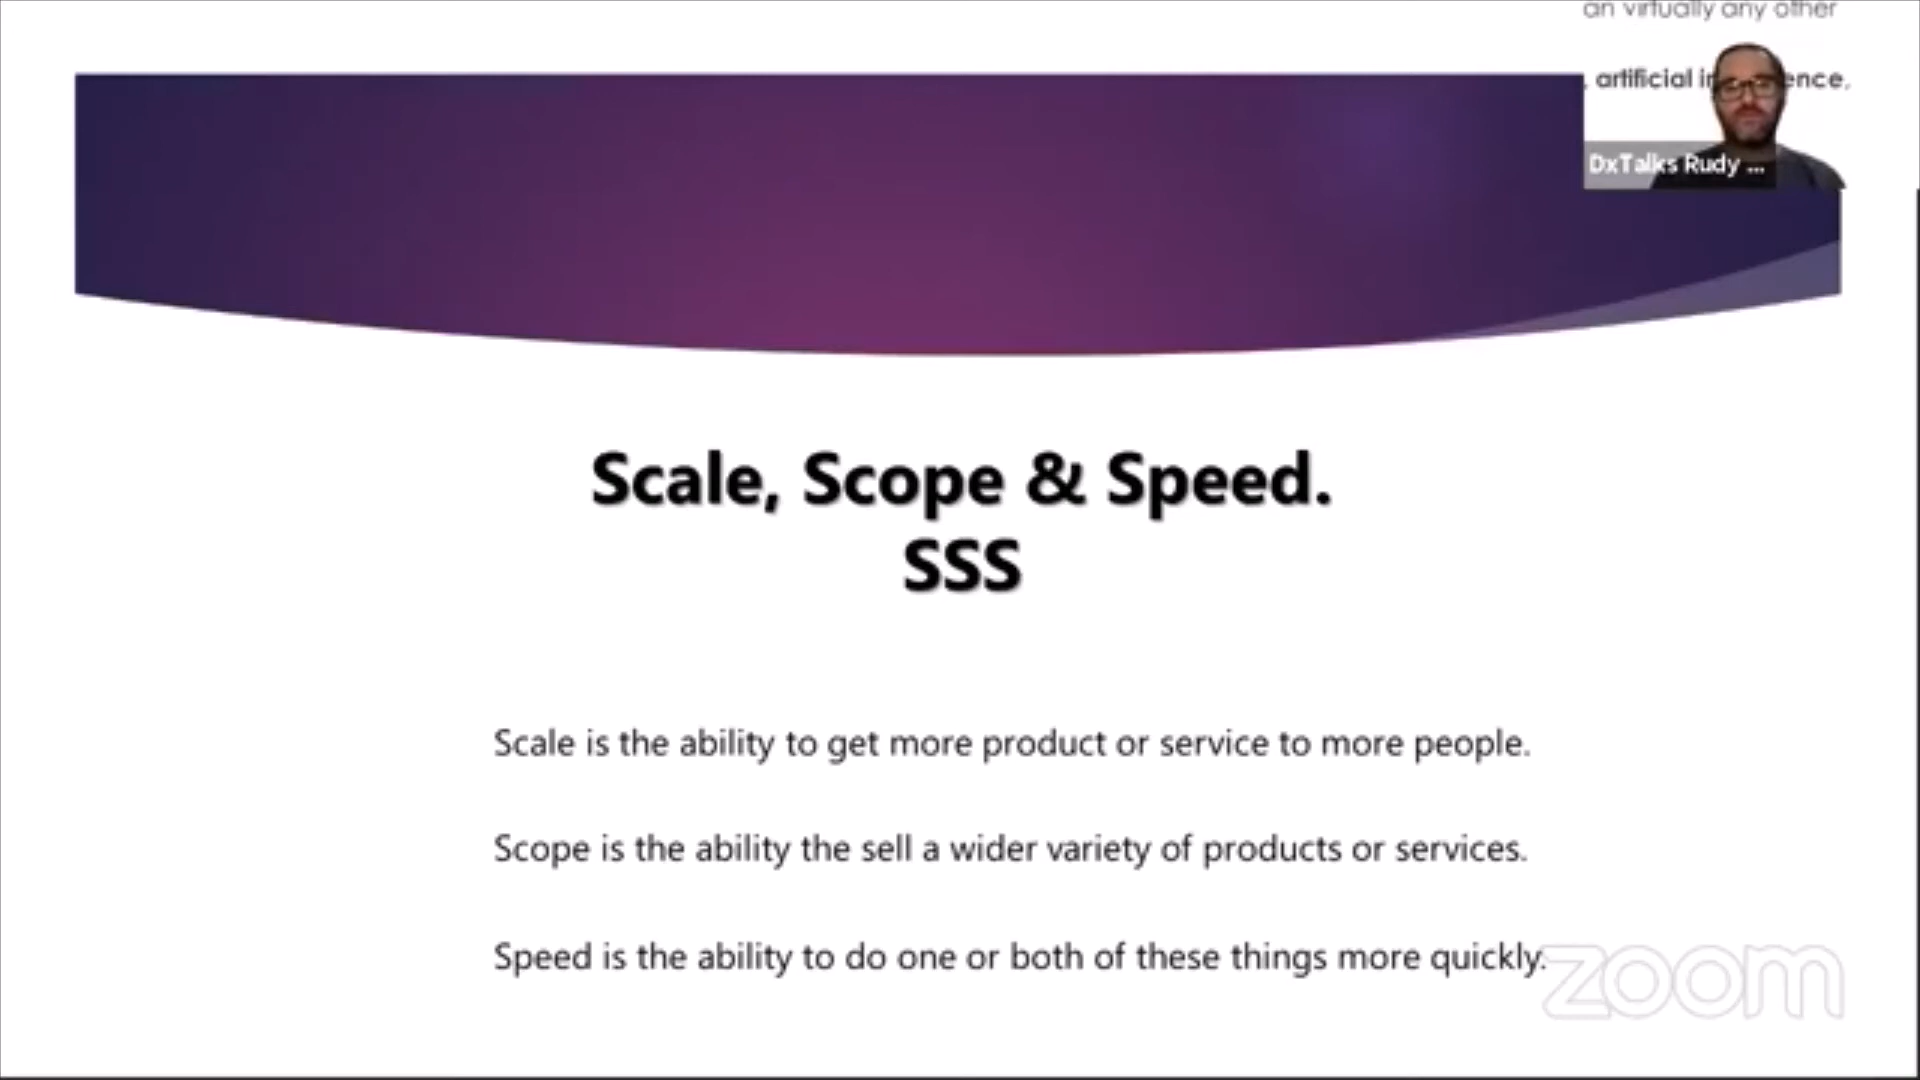 an virtually any other
, artificial in ence,
DxTalks Rudy ...
Scale, Scope & Speed.
SSS
Scale is the ability to get more product or service to more people.
Scope is the ability the sell a wider variety of products or services.
Speed is the ability to do one or both of these things more quickly.
zoom